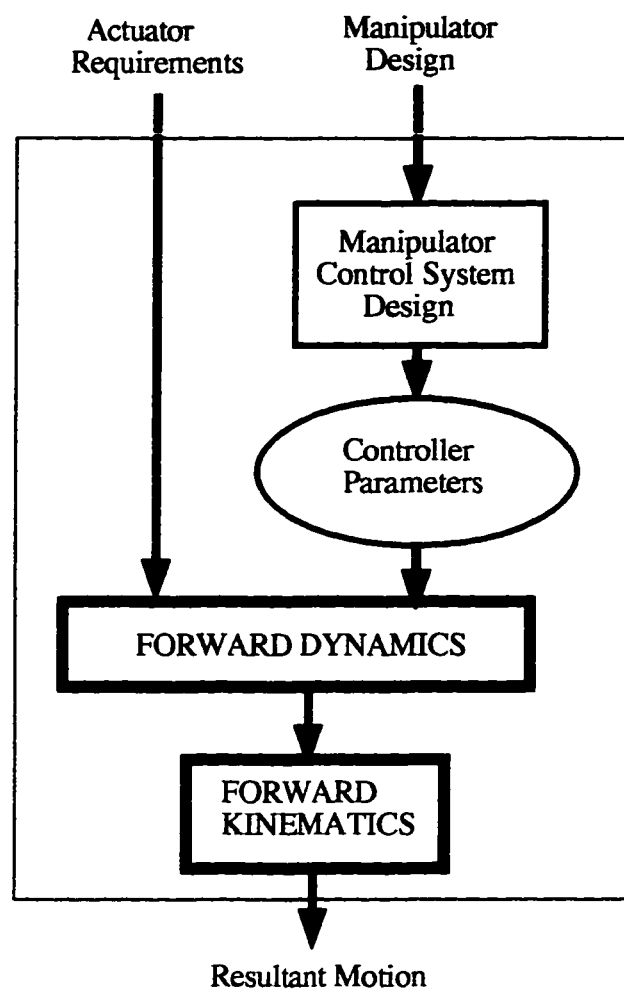 Actuator
Requirements
Manipulator
Design
Manipulator
Control System
Design
Controller
Parameters
FORWARD DYNAMICS
FORWARD
KINEMATICS
Resultant Motion